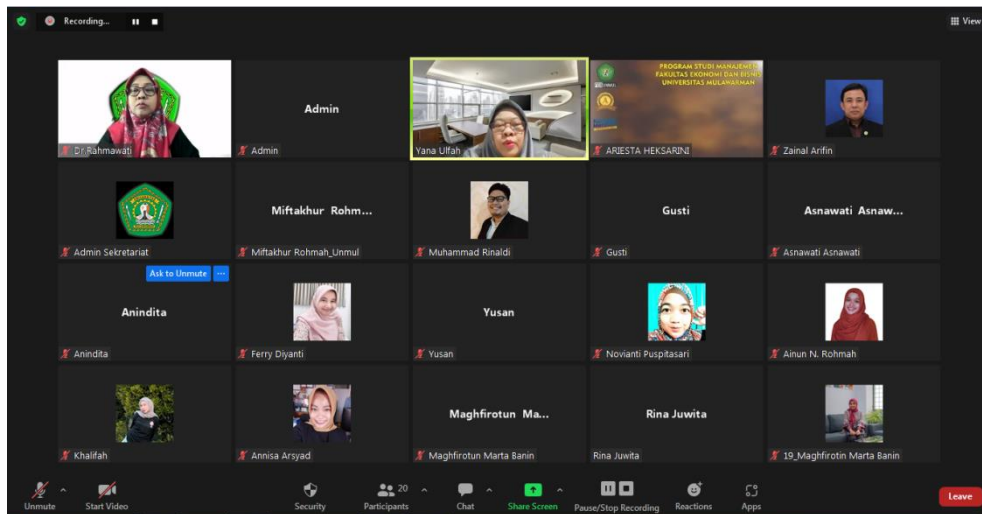 Recording...
View
Dr Rahmawati
Admin
Admin
Yana Ulfah
PROGRAM STUDI MANAJEMEN
FAKULTAS EKONOMI DAN BISNIS
UNIVERSITAS MULAWARMAN
ARIESTA HEKSARINI
Zainal Arifin
Admin Sekretariat
Miftakhur Rohm...
Miftakhur Rohmah_Unmul
Muhammad Rinaldi
Gusti
Gusti
Asnawati Asnaw...
Asnawati Asnawati
Ask to Unmute
Anindita
Anindita
Ferry Diyanti
Yusan
Yusan
Novianti Puspitasari
Ainun N. Rohmah
Khalifah
Annisa Arsyad
Maghfirotun Ma...
Maghfirotun Marta Banin
Rina Juwita
Rina Juwita
19_Maghfirotin Marta Banin
Unmute
Start Video
Security
20
Participants
Chat
Share Screen
Pause/Stop Recording
Reactions
Apps
Leave